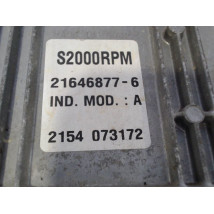 S2000RPM
21646877-6
IND. MOD. : A
2154 073172